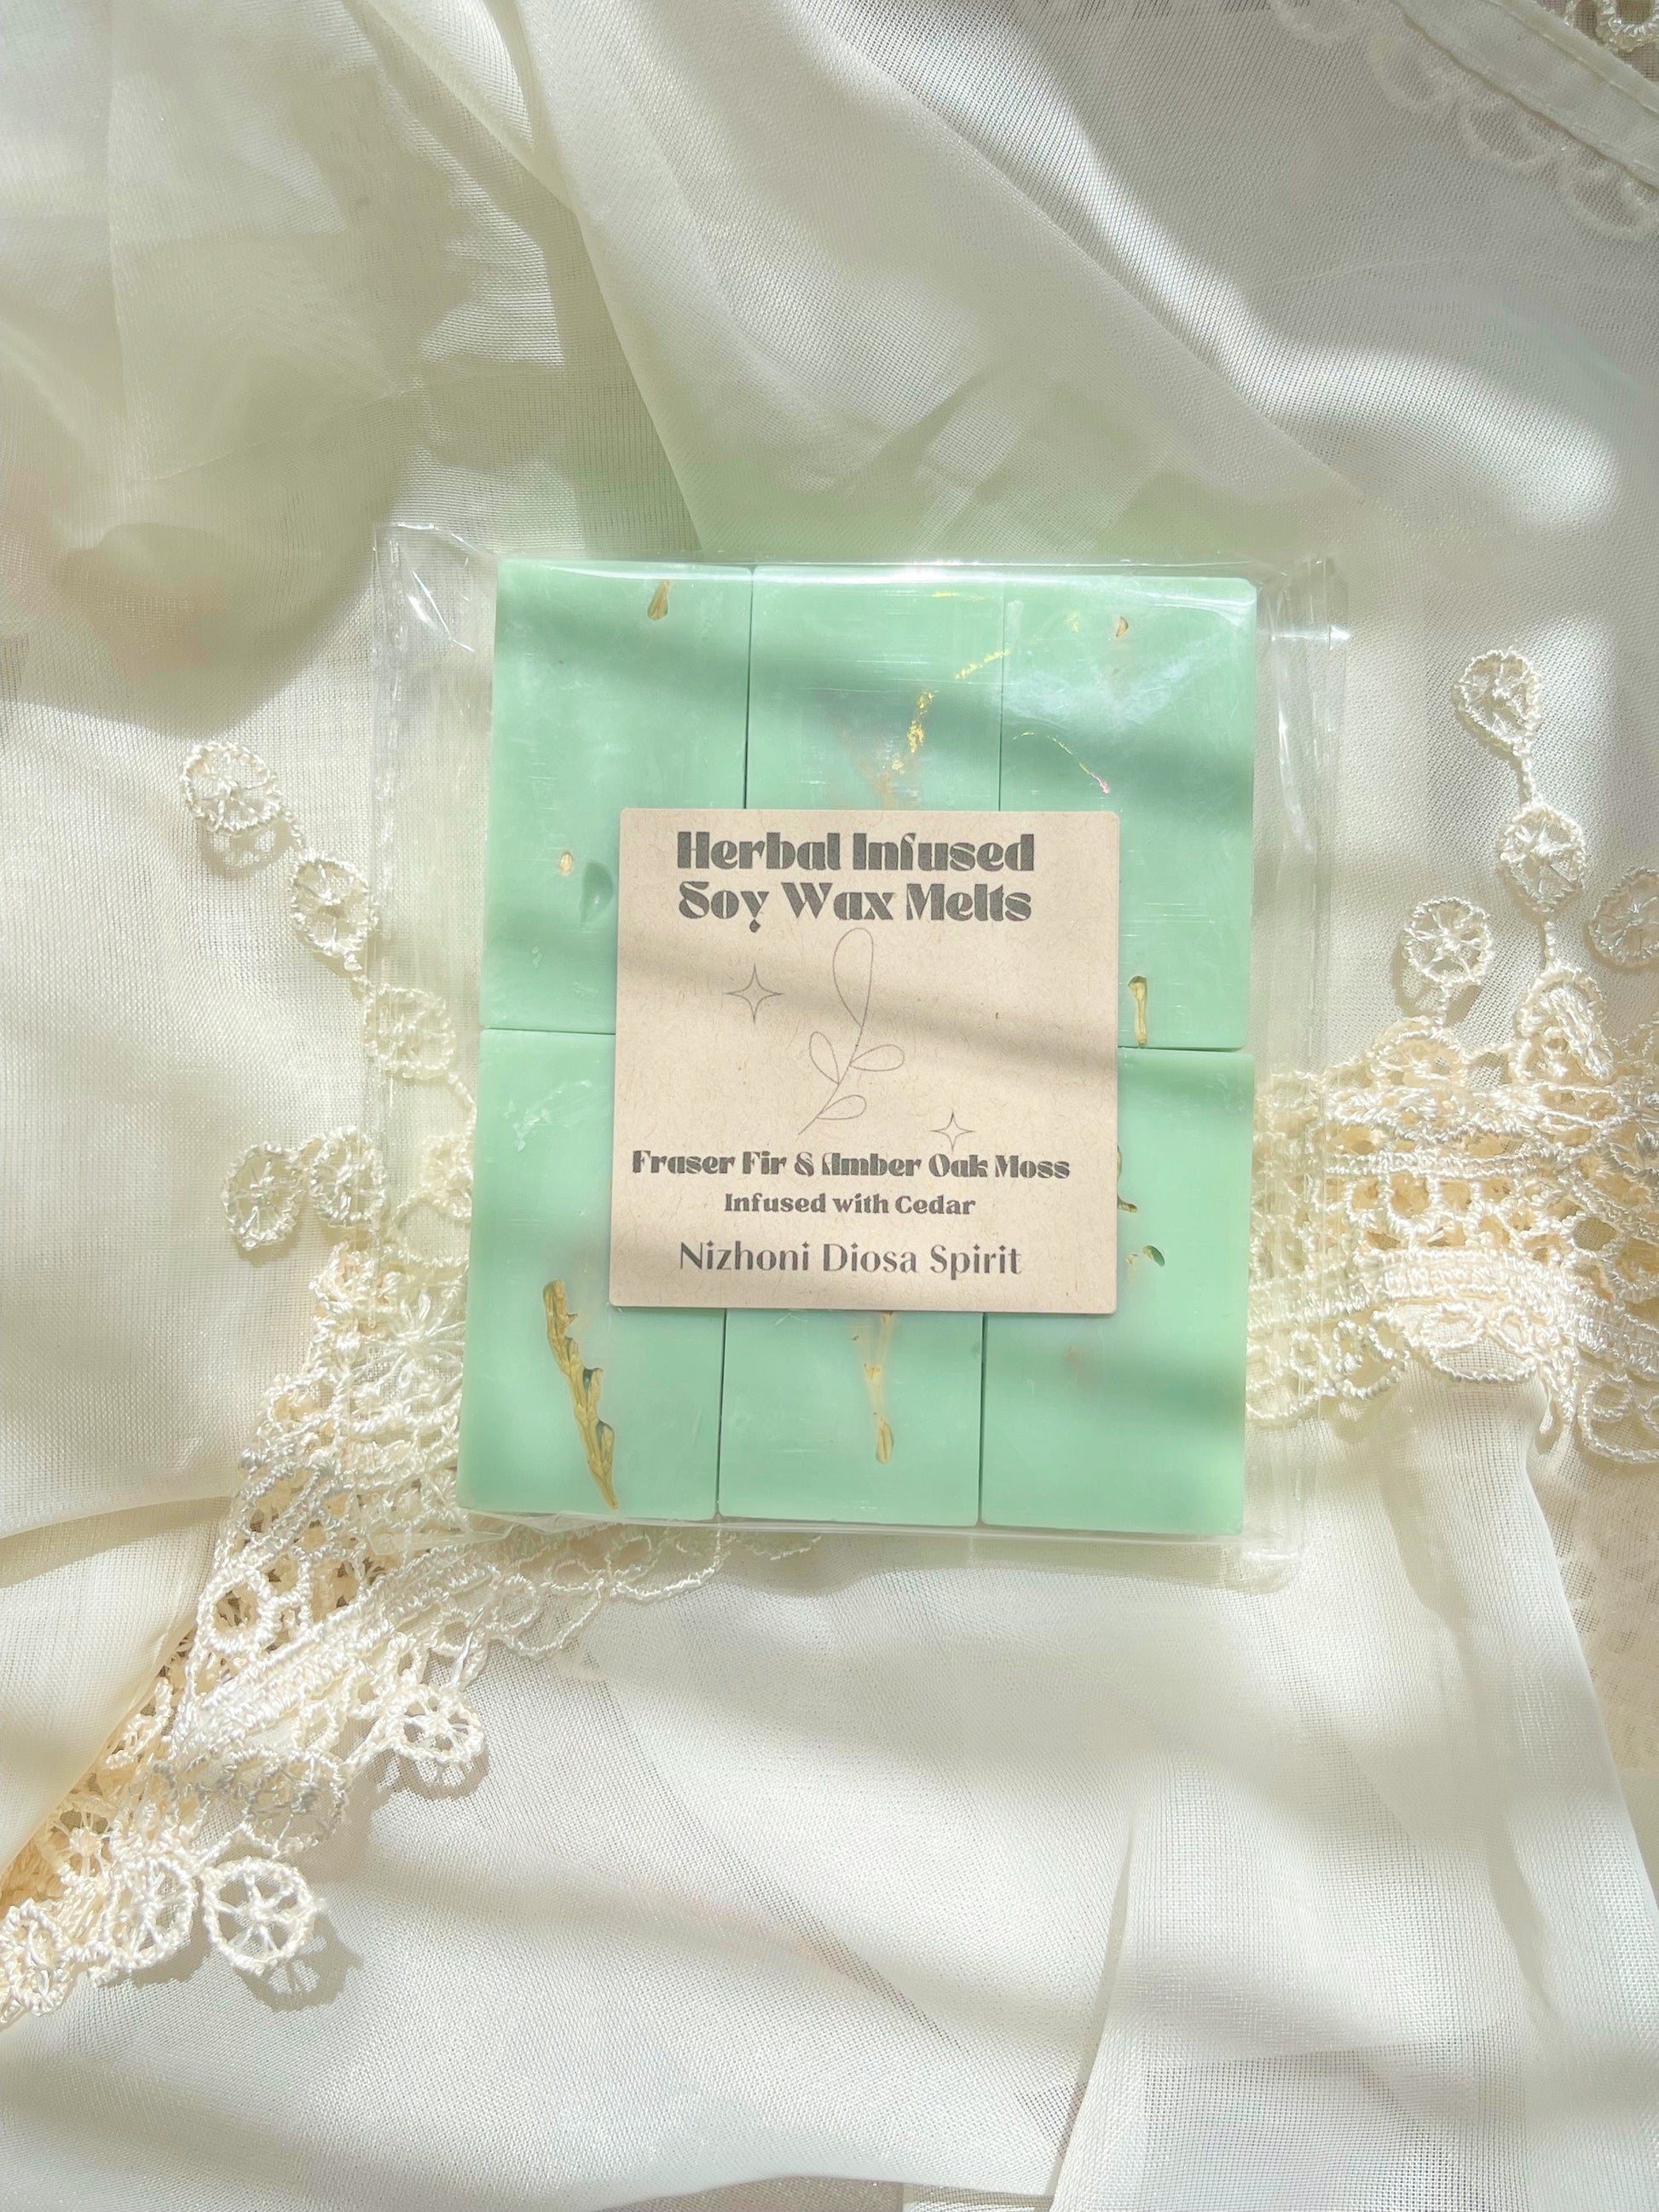 Herbal Infused
Soy Wax Melts
Fraser Fir & Amber Oak Moss
Infused with Cedar
Nizhoni Diosa Spirit